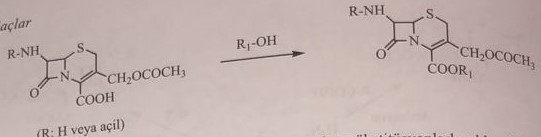 açlar
R-NH
S
N
O
CH₂OCOCH₃
COOH
(R: H veya açil)
R₁-OH
R-NH
S
N
O
CH₂OCOCH₃
COOR₁